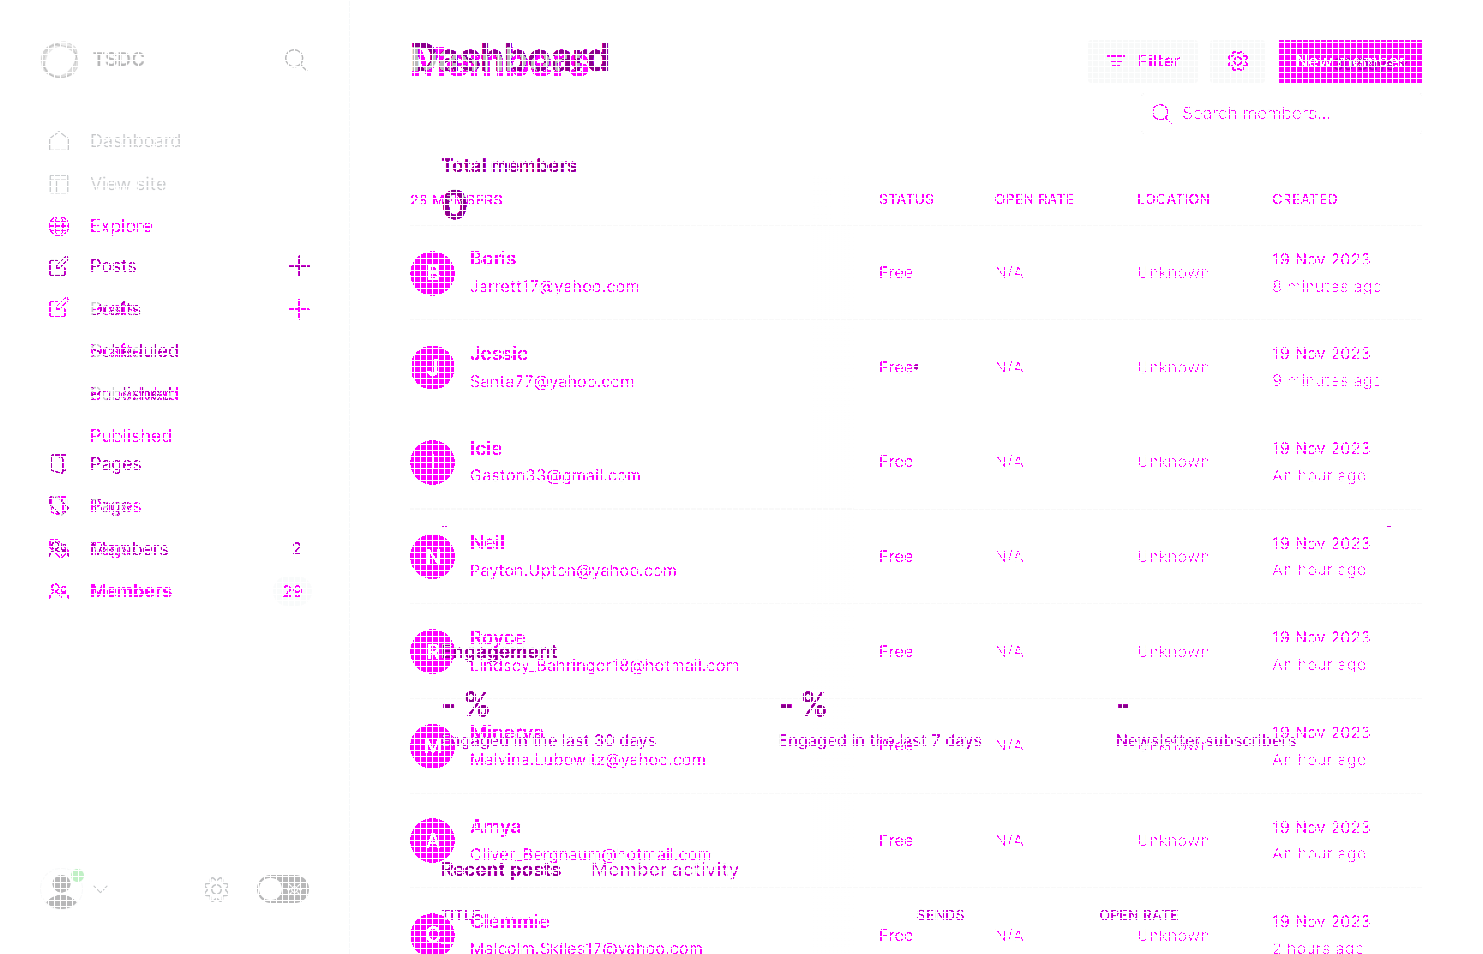 TSDC
Dashboard
Filter
New member
Search members...
Dashboard
View site
Explore
Posts
Scheduled
Published
Published
Pages
Pages
Members
2
Members
29
Total members
0
MEMBERS
STATUS
OPEN RATE
LOCATION
CREATED
Boris
Jarrett17@yahoo.com
Free
N/A
Unknown
19 Nov 2023
8 minutes ago
Jessie
Santa77@yahoo.com
Free
N/A
Unknown
19 Nov 2023
9 minutes ago
Icie
Gaston33@gmail.com
Free
N/A
Unknown
19 Nov 2023
An hour ago
N
Neil
Payton.Upton@yahoo.com
Free
N/A
Unknown
19 Nov 2023
An hour ago
Royce
Lindsey_Bahringer18@hotmail.com
Free
N/A
Unknown
19 Nov 2023
An hour ago
Engagement
- %
Engaged in the last 30 days
- %
Engaged in the last 7 days
-
Newsletter subscribers
Minerva
Free
N/A
19 Nov 2023
An hour ago
A
Amya
Oliver_Bergnaum@hotmail.com
Free
N/A
Unknown
19 Nov 2023
An hour ago
Recent posts
Member activity
TITLE
SENDS
OPEN RATE
Clemmie
Malcolm.Skiles17@yahoo.com
Free
N/A
Unknown
19 Nov 2023
2 hours ago